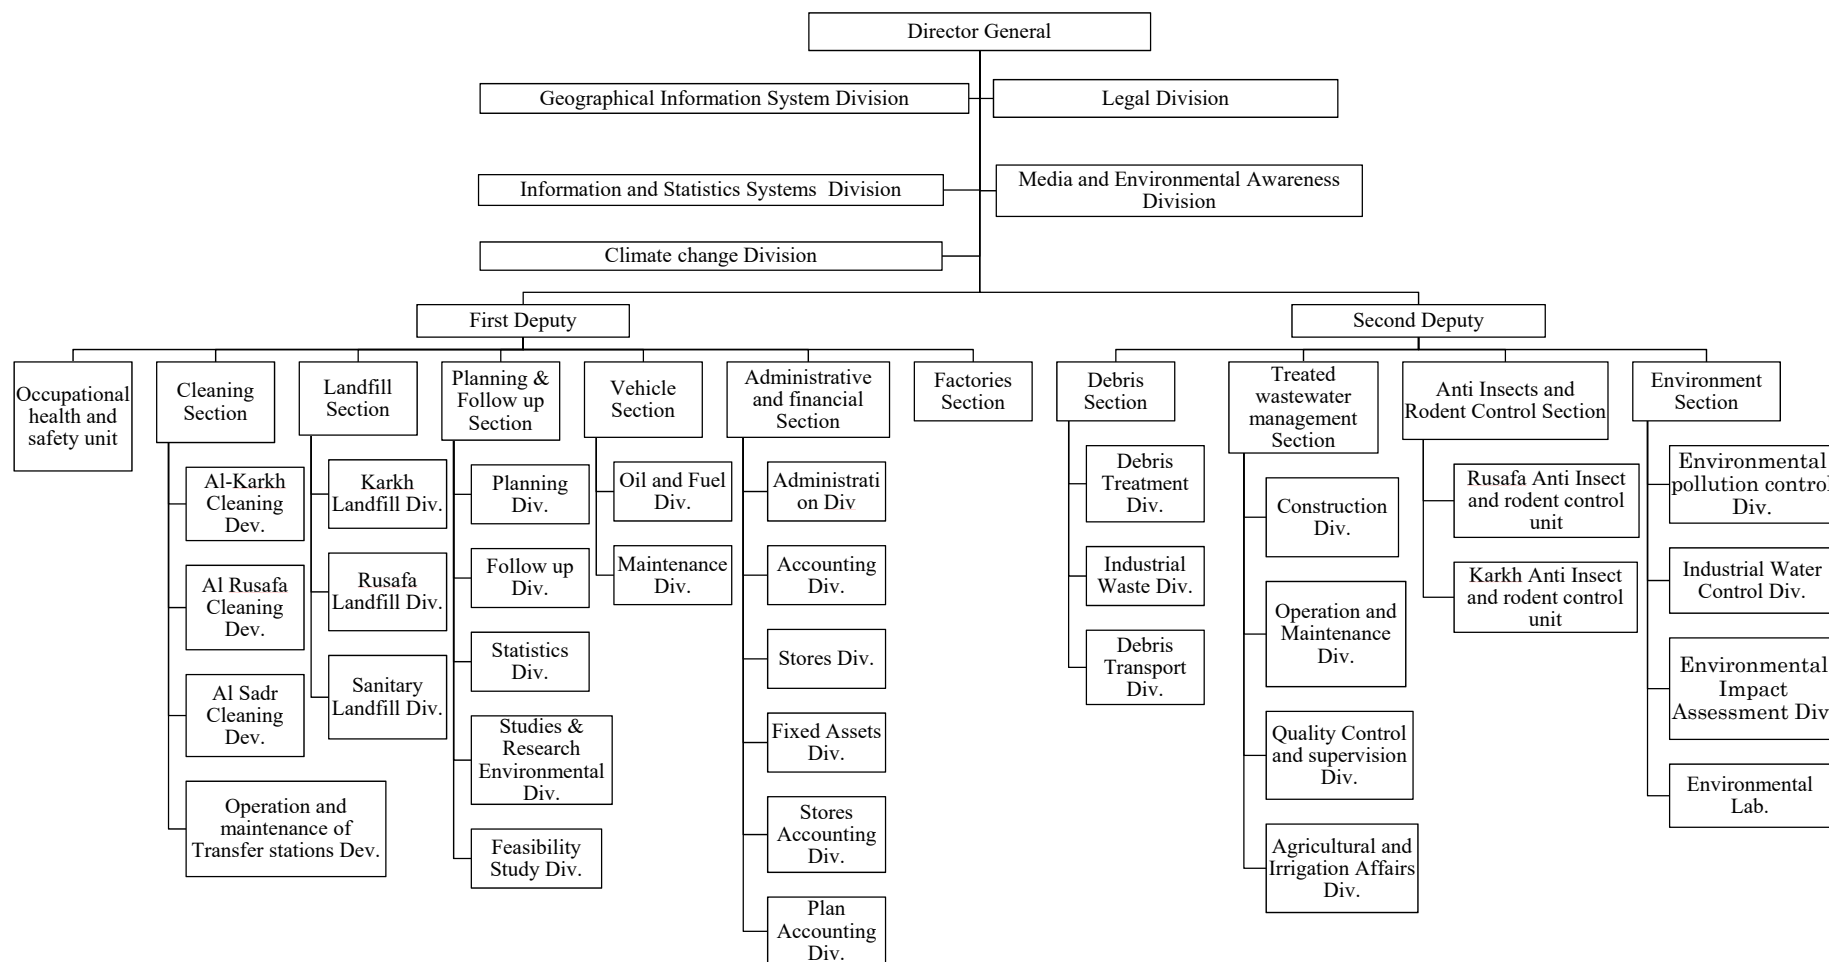 Director General
Geographical Information System Division
Legal Division
Information and Statistics Systems  Division
Media and Environmental Awareness
Division
Climate change Division
First Deputy
Second Deputy
Occupational
health and
safety unit
Cleaning
Section
Landfill
Section
Planning &
Follow up
Section
Vehicle
Section
Administrative
and financial
Section
Factories
Section
Debris
Section
Treated
wastewater
management
Section
Anti Insects and
Rodent Control Section
Environment
Section
Al-Karkh
Cleaning
Dev.
Al Rusafa
Cleaning
Dev.
Al Sadr
Cleaning
Dev.
Operation and
maintenance of
Transfer stations Dev.
Karkh
Landfill Div.
Rusafa
Landfill Div.
Sanitary
Landfill Div.
Planning
Div.
Follow up
Div.
Statistics
Div.
Studies &
Research
Environmental
Div.
Feasibility
Study Div.
Oil and Fuel
Div.
Maintenance
Div.
Administrati
on Div
Accounting
Div.
Stores Div.
Fixed Assets
Div.
Stores
Accounting
Div.
Plan
Accounting
Div.
Debris
Treatment
Div.
Industrial
Waste Div.
Debris
Transport
Div.
Construction
Div.
Operation and
Maintenance
Div.
Quality Control
and supervision
Div.
Agricultural and
Irrigation Affairs
Div.
Rusafa Anti Insect
and rodent control
unit
Karkh Anti Insect
and rodent control
unit
Environmental
pollution control
Div.
Industrial Water
Control Div.
Environmental
Impact
Assessment Div
Environmental
Lab.